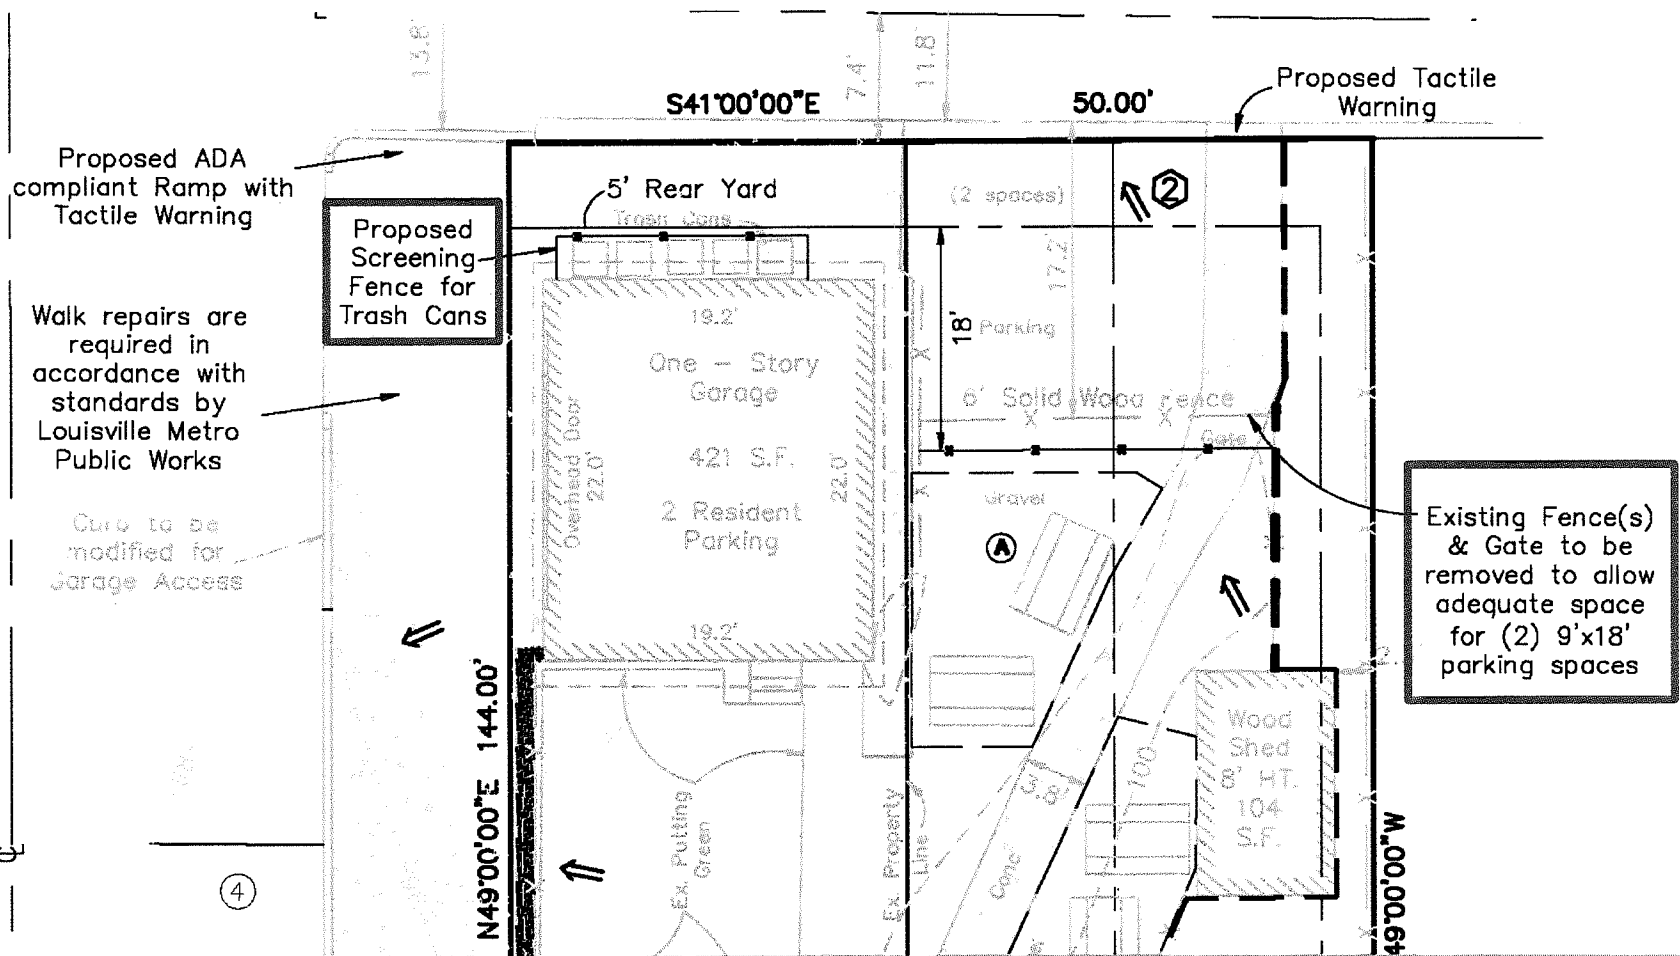 13.8'
7.4'
11.8'
S41°00'00"E
50.00'
Proposed Tactile
Warning
Proposed ADA
compliant Ramp with
Tactile Warning
5' Rear Yard
Trash Cans
(2 spaces)
2
Proposed
Screening
Fence for
Trash Cans
17.2'
18'
Parking
Walk repairs are
required in
accordance with
standards by
Louisville Metro
Public Works
19.2'
One - Story
Garage
421 S.F.
2 Resident
Parking
Overhead Door
22.0'
22.0'
19.2'
6' Solid Wood Fence
Gate
Gravel
A
Existing Fence(s)
& Gate to be
removed to allow
adequate space
for (2) 9'x18'
parking spaces
Curb to be
modified for
Garage Access
N49°00'00"E 144.00'
Wood
Shed
8' HT.
104
S.F.
3.8'
100
Conc
Ex. Putting
Green
Ex. Property
Line
49°00'00"W
4